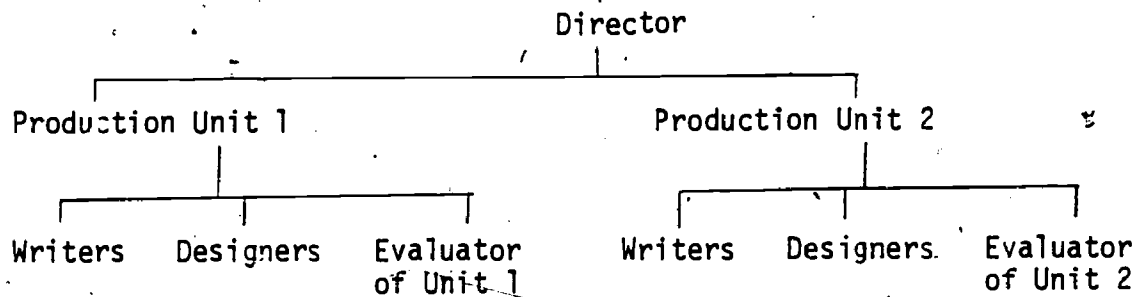 Director
Production Unit 1 Production Unit 2
Writers Designers Evaluator of Unit 1 Writers Designers Evaluator of Unit 2